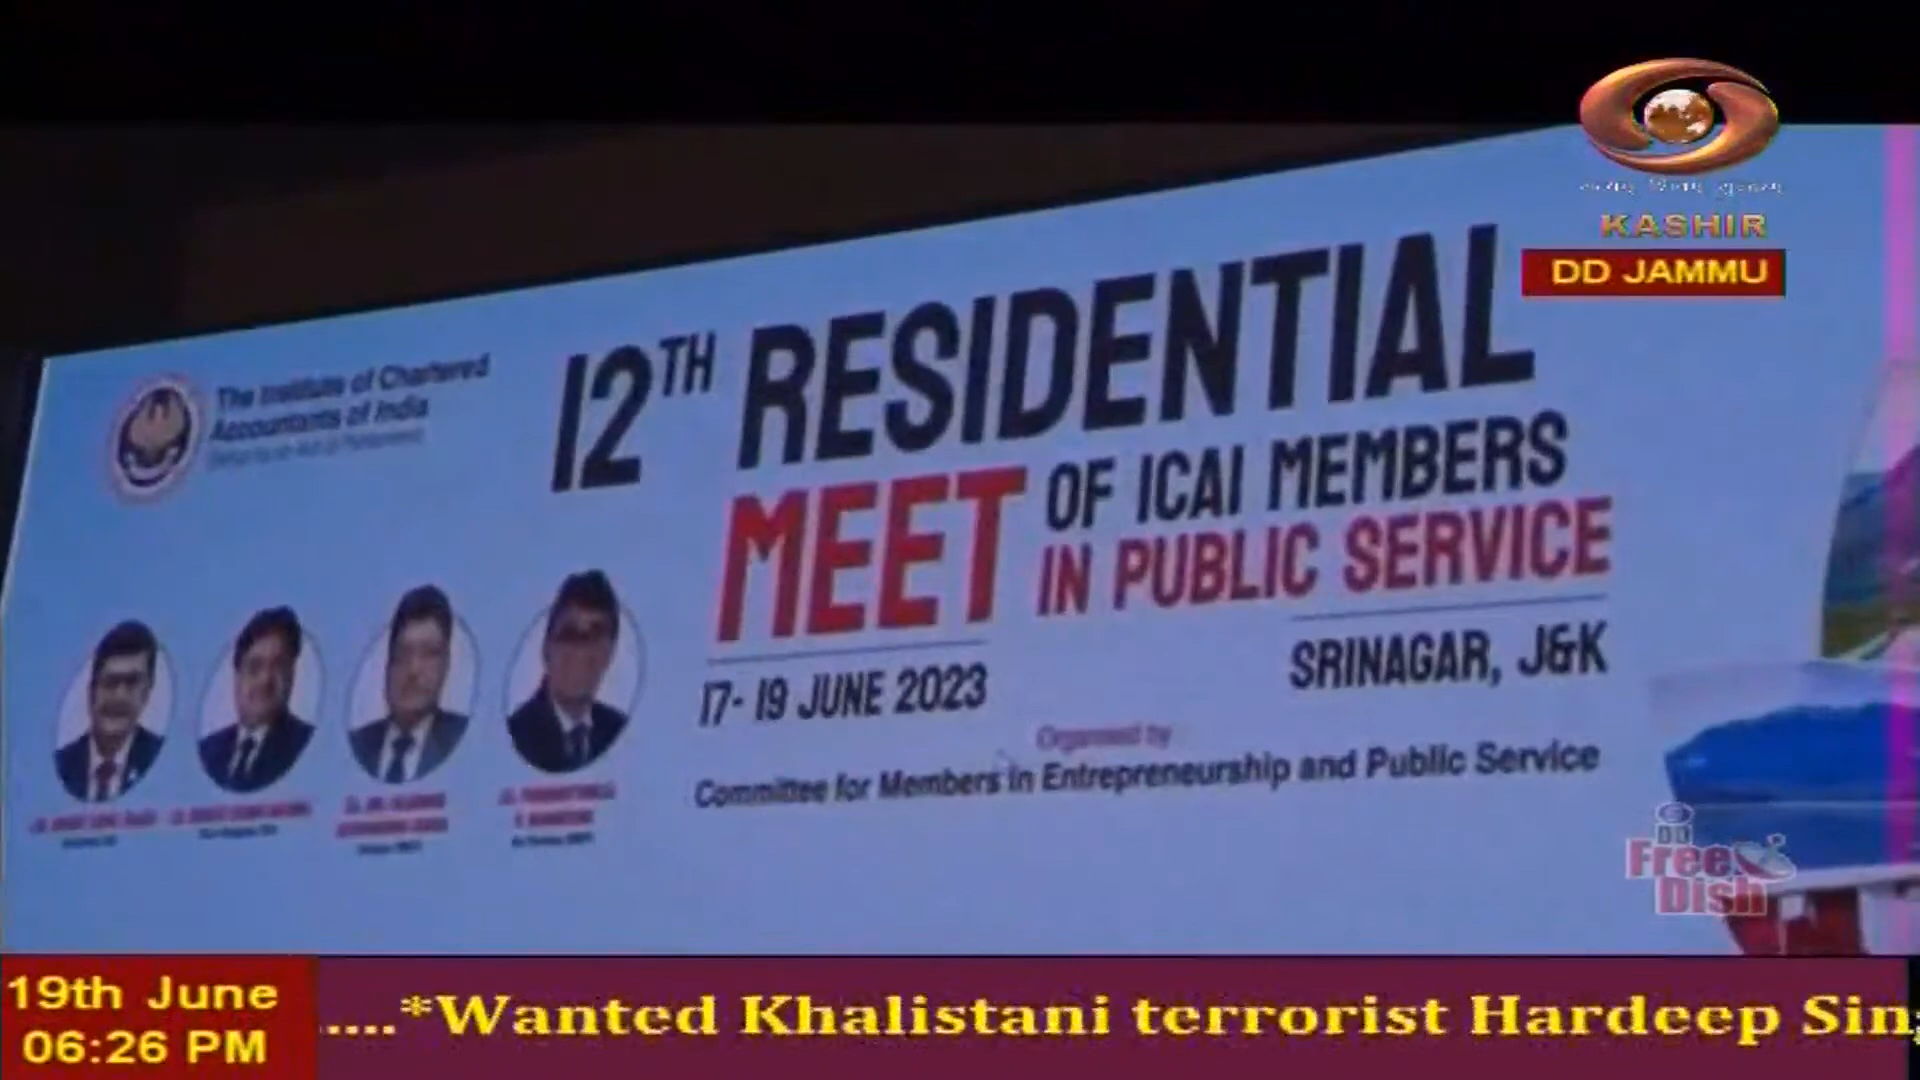 KASHIR
DD JAMMU
The Institute of Chartered
Accountants of India
12TH RESIDENTIAL
MEET OF ICAI MEMBERS
IN PUBLIC SERVICE
17-19 JUNE 2023
SRINAGAR, J&K
Organised by
Committee for Members in Entrepreneurship and Public Service
DD
Free
Dish
19th June
06:26 PM
.....*Wanted Khalistani terrorist Hardeep Sin